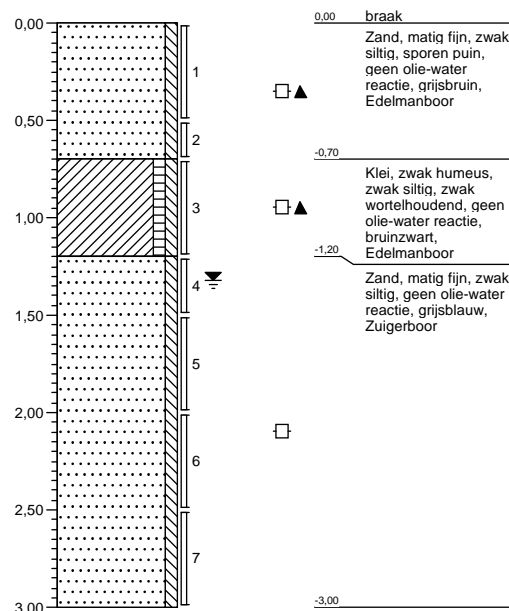 0,00
0,50
1,00
1,50
2,00
2,50
3,00
1
2
3
4
5
6
7
0,00
braak
Zand, matig fijn, zwak
siltig, sporen puin,
geen olie-water
reactie, grijsbruin,
Edelmanboor
-0,70
Klei, zwak humeus,
zwak siltig, zwak
wortelhoudend, geen
olie-water reactie,
bruinzwart,
Edelmanboor
-1,20
Zand, matig fijn, zwak
siltig, geen olie-water
reactie, grijsblauw,
Zuigerboor
-3,00